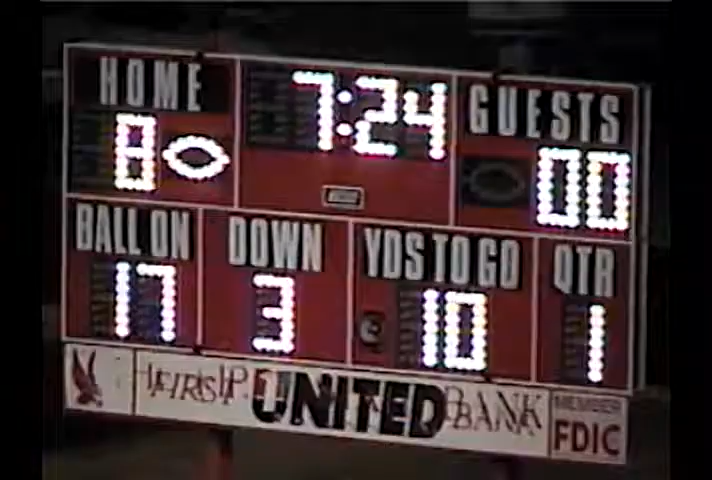 HOME 7:24 GUESTS
8 00
BALL ON DOWN YDS TO GO QTR
17 3 10 1
FIRST UNITED BANK
MEMBER
FDIC